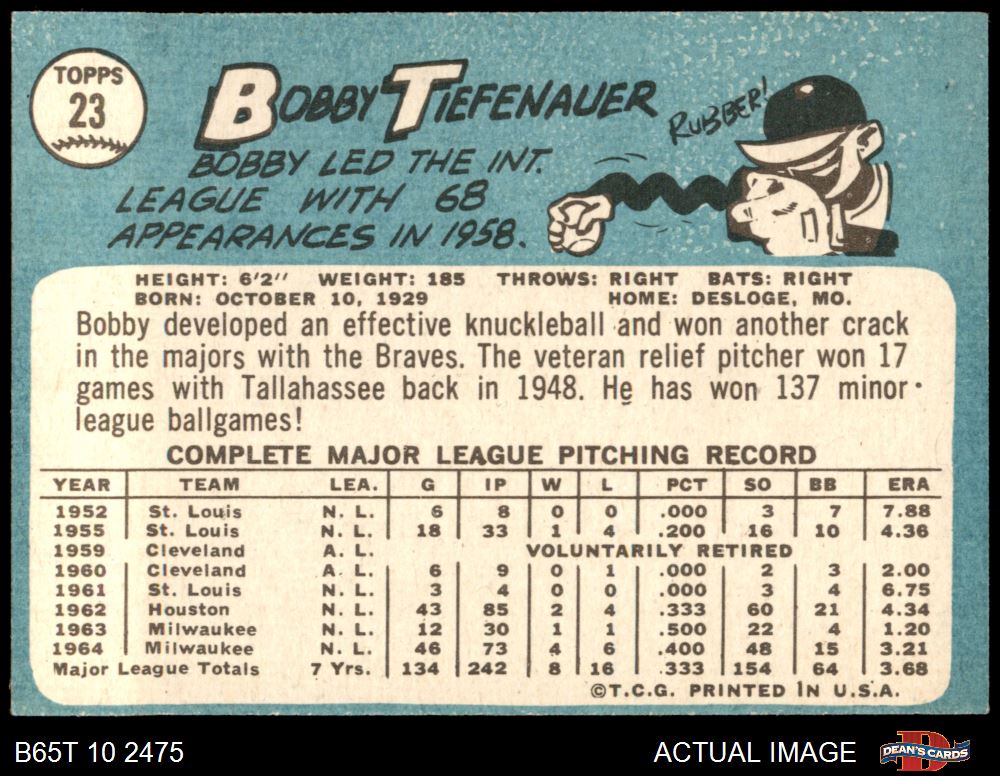 TOPPS
23
BOBBY TIEFENAUER
RUBBER!
BOBBY LED THE INT.
LEAGUE WITH 68
APPEARANCES IN 1958.
HEIGHT: 6'2" WEIGHT: 185 THROWS: RIGHT BATS: RIGHT
BORN: OCTOBER 10, 1929 HOME: DESLOGE, MO.
Bobby developed an effective knuckleball and won another crack
in the majors with the Braves. The veteran relief pitcher won 17
games with Tallahassee back in 1948. He has won 137 minor
league ballgames!
COMPLETE MAJOR LEAGUE PITCHING RECORD
YEAR TEAM LEA. G IP W L PCT SO BB ERA
1952 St. Louis N. L. 6 8 0 0 .000 3 7 7.88
1955 St. Louis N. L. 18 33 1 4 .200 16 10 4.36
1959 Cleveland A. L. VOLUNTARILY RETIRED
1960 Cleveland A. L. 6 9 0 1 .000 2 3 2.00
1961 St. Louis N. L. 3 4 0 0 .000 3 4 6.75
1962 Houston N. L. 43 85 2 4 .333 60 21 4.34
1963 Milwaukee N. L. 12 30 1 1 .500 22 4 1.20
1964 Milwaukee N. L. 46 73 4 6 .400 48 15 3.21
Major League Totals 7 Yrs. 134 242 8 16 .333 154 64 3.68
©T.C.G. PRINTED IN U.S.A.
B65T 10 2475 ACTUAL IMAGE DEAN'S CARDS